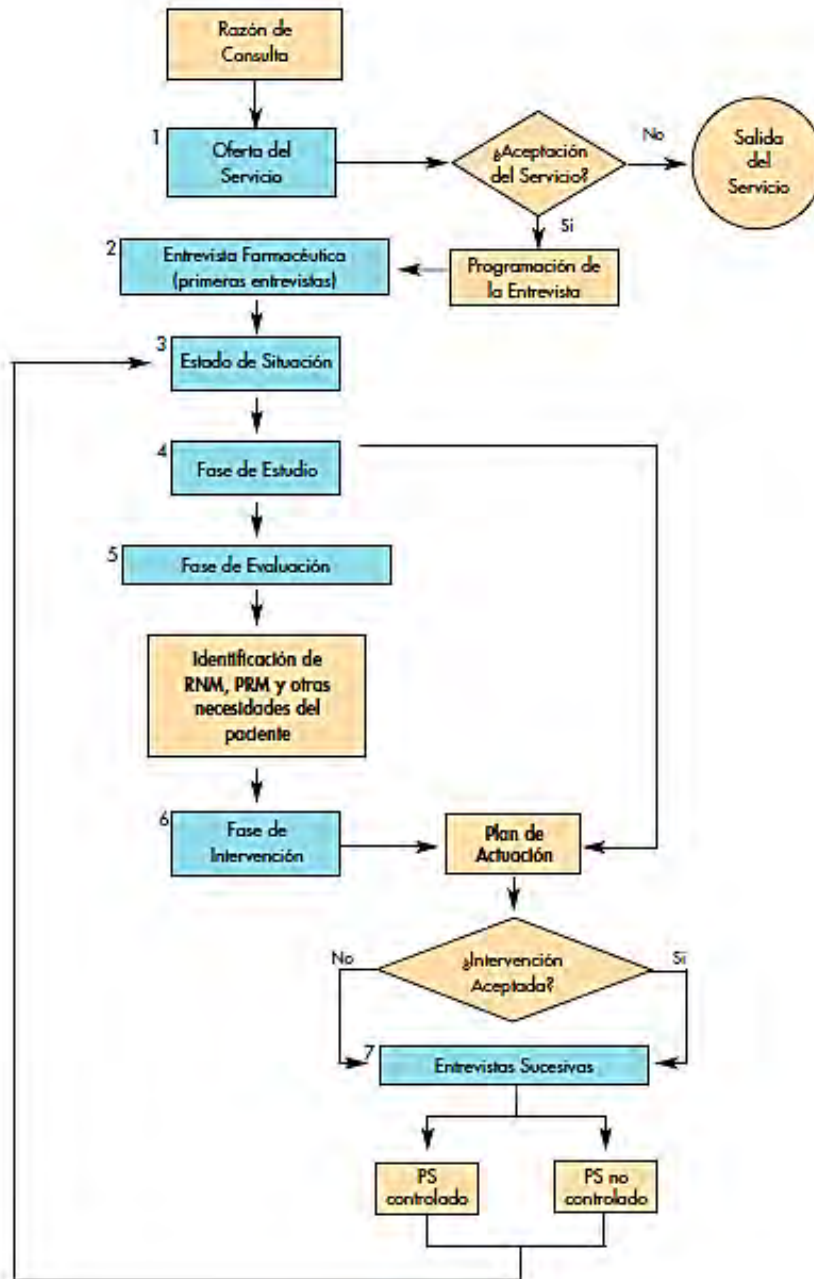 Razón de
Consulta
1
Oferta del
Servicio
¿Aceptación
del Servicio?
No
Salida
del
Servicio
Si
Programación de
la Entrevista
2
Entrevista Farmacéutica
(primeras entrevistas)
3
Estado de Situación
4
Fase de Estudio
5
Fase de Evaluación
Identificación de
RNM, PRM y otras
necesidades del
paciente
6
Fase de
Intervención
Plan de
Actuación
No
¿Intervención
Aceptada?
Si
7
Entrevistas Sucesivas
PS
controlado
PS no
controlado